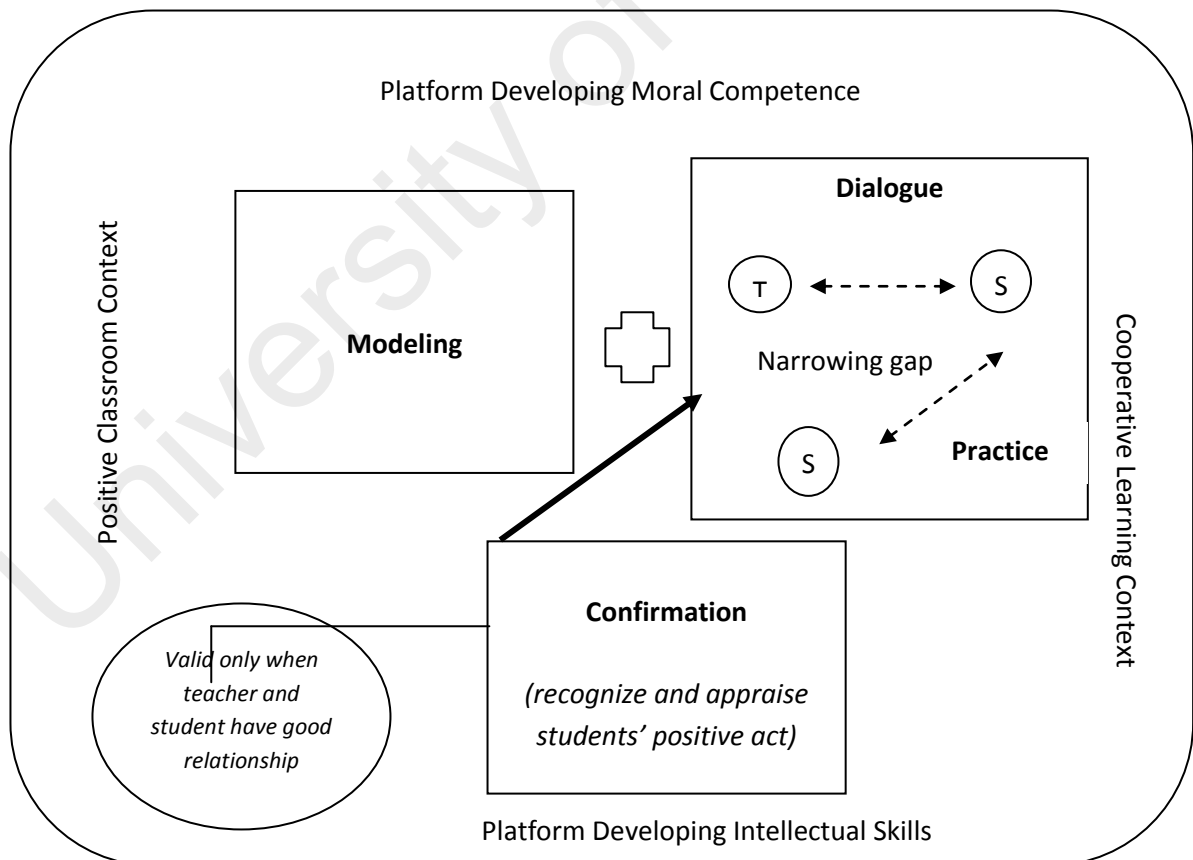 Platform Developing Moral Competence
Positive Classroom Context
Modeling
Dialogue
T
S
Narrowing gap
S
Practice
Cooperative Learning Context
Confirmation
(recognize and appraise
students’ positive act)
Valid only when
teacher and
student have good
relationship
Platform Developing Intellectual Skills
University of